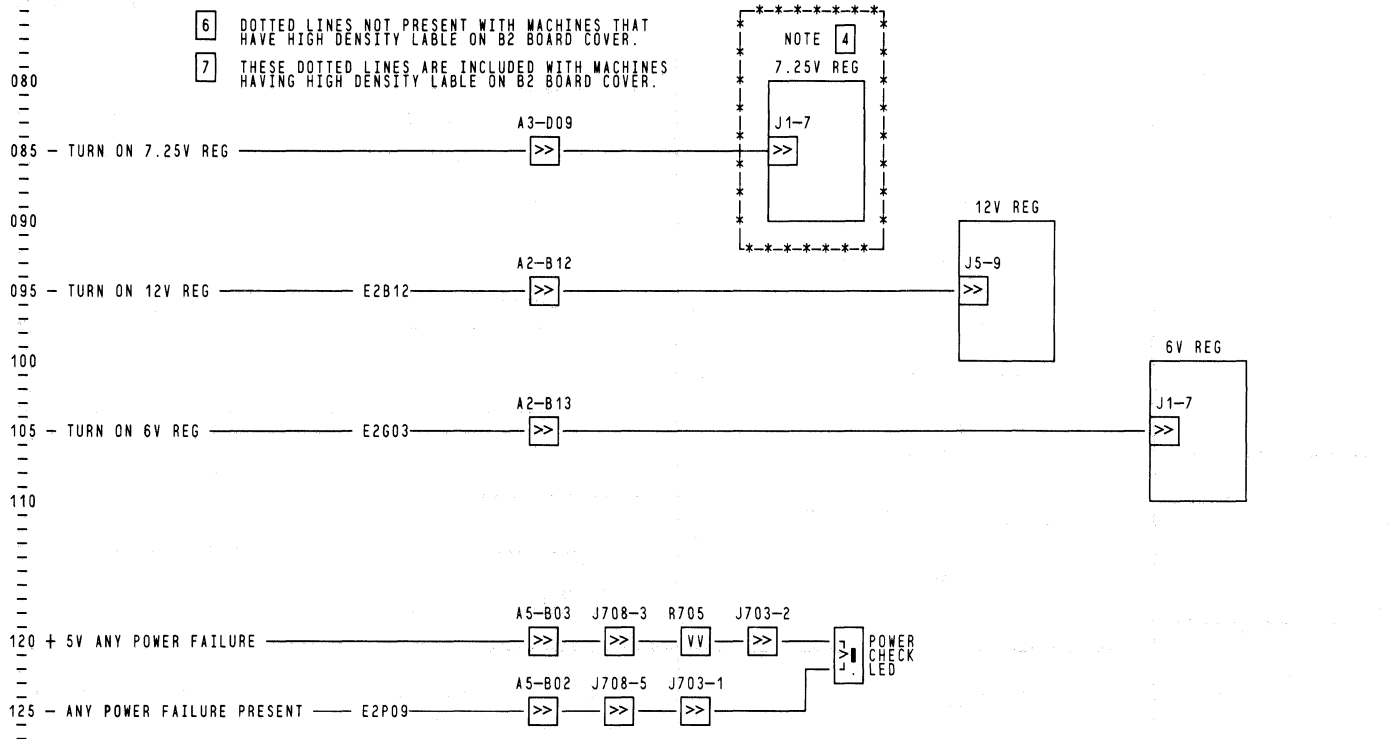 6 DOTTED LINES NOT PRESENT WITH MACHINES THAT
HAVE HIGH DENSITY LABLE ON B2 BOARD COVER.
7 THESE DOTTED LINES ARE INCLUDED WITH MACHINES
HAVING HIGH DENSITY LABLE ON B2 BOARD COVER.
NOTE 4
7.25V REG
080
A3-D09 J1-7
085 - TURN ON 7.25V REG >> >>
090
12V REG
A2-B12 J5-9
095 - TURN ON 12V REG E2B12 >> >>
100
6V REG
A2-B13 J1-7
105 - TURN ON 6V REG E2G03 >> >>
110
A5-B03 J708-3 R705 J703-2
120 + 5V ANY POWER FAILURE >> >> VV >> POWER
CHECK
LED
A5-B02 J708-5 J703-1
125 - ANY POWER FAILURE PRESENT E2P09 >> >> >>